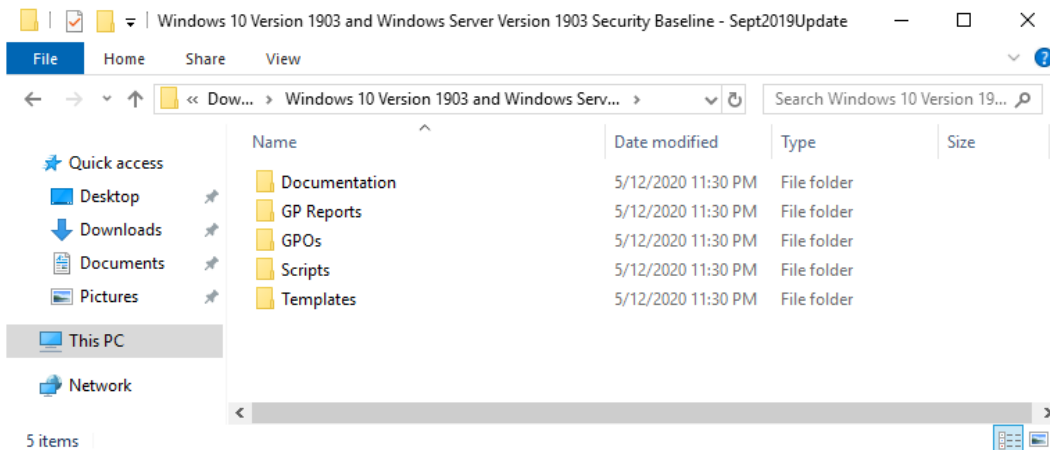 Windows 10 Version 1903 and Windows Server Version 1903 Security Baseline - Sept2019Update
File Home Share View ?
« Dow... > Windows 10 Version 1903 and Windows Serv... > Search Windows 10 Version 19...
Name Date modified Type Size
Quick access
Desktop
Downloads
Documents
Pictures
This PC
Network
Documentation 5/12/2020 11:30 PM File folder
GP Reports 5/12/2020 11:30 PM File folder
GPOs 5/12/2020 11:30 PM File folder
Scripts 5/12/2020 11:30 PM File folder
Templates 5/12/2020 11:30 PM File folder
5 items